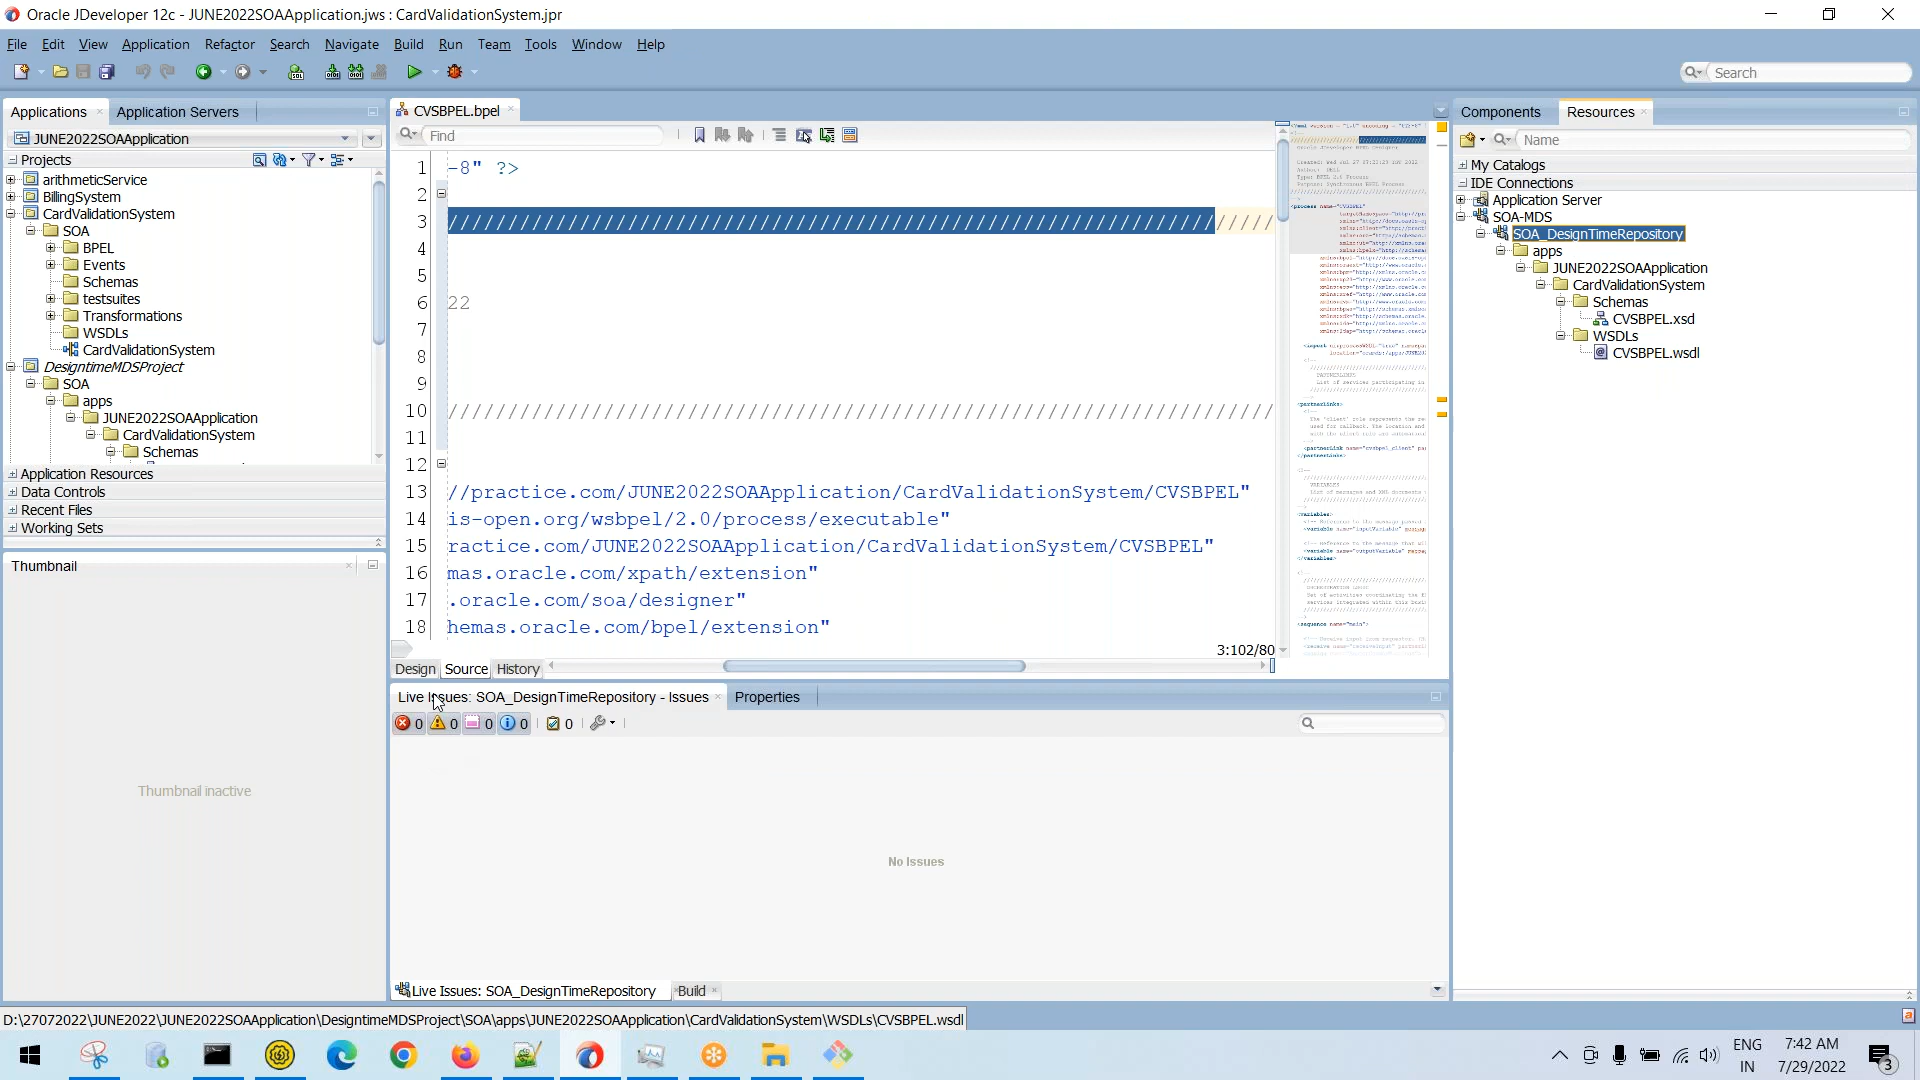 Oracle JDeveloper 12c - JUNE2022SOAApplication.jws : CardValidationSystem.jpr
File Edit View Application Refactor Search Navigate Build Run Team Tools Window Help
Search
Applications Application Servers
JUNE2022SOAApplication
Projects
arithmeticService
BillingSystem
CardValidationSystem
SOA
BPEL
Events
Schemas
testsuites
Transformations
WSDLs
CardValidationSystem
DesigntimeMDSProject
SOA
apps
JUNE2022SOAApplication
CardValidationSystem
Schemas
Application Resources
Data Controls
Recent Files
Working Sets
Thumbnail
Thumbnail inactive
CVSBPEL.bpel
Find
1 -8" ?>
2
3 /////////////////////////////////////////////////////////////////////
4
5
6 22
7
8
9
10 /////////////////////////////////////////////////////////////////////
11
12
13 //practice.com/JUNE2022SOAApplication/CardValidationSystem/CVSBPEL"
14 is-open.org/wsbpel/2.0/process/executable"
15 ractice.com/JUNE2022SOAApplication/CardValidationSystem/CVSBPEL"
16 mas.oracle.com/xpath/extension"
17 .oracle.com/soa/designer"
18 hemas.oracle.com/bpel/extension"
3:102/80
Design Source History
Live Issues: SOA_DesignTimeRepository - Issues Properties
0 0 0 0 0
No Issues
Live Issues: SOA_DesignTimeRepository Build
Components Resources
Name
My Catalogs
IDE Connections
Application Server
SOA-MDS
SOA_DesignTimeRepository
apps
JUNE2022SOAApplication
CardValidationSystem
Schemas
CVSBPEL.xsd
WSDLs
CVSBPEL.wsdl
D:\27072022\JUNE2022\JUNE2022SOAApplication\DesigntimeMDSProject\SOA\apps\JUNE2022SOAApplication\CardValidationSystem\WSDLs\CVSBPEL.wsdl
ENG
IN
7:42 AM
7/29/2022
3